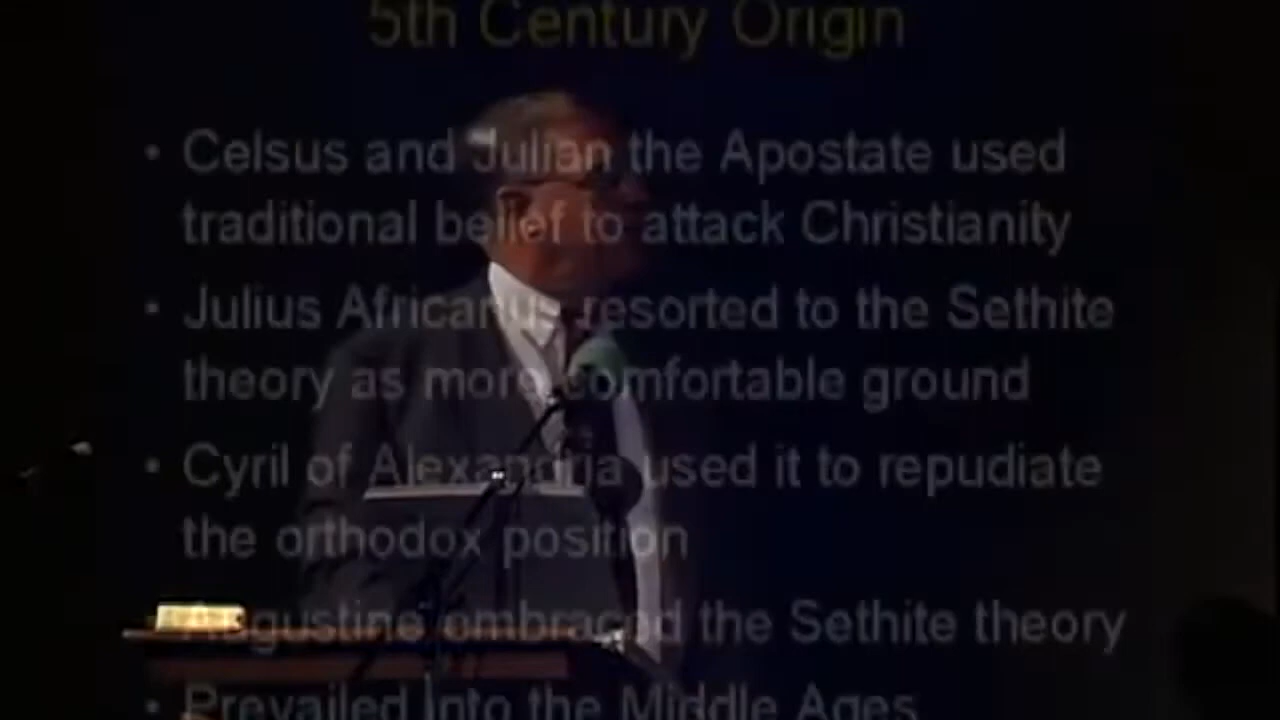 5th Century Origin
• Celsus and Julian the Apostate used
traditional belief to attack Christianity
• Julius Africanus resorted to the Sethite
theory as more comfortable ground
• Cyril of Alexandria used it to repudiate
the orthodox position
Augustine embraced the Sethite theory
• Prevailed into the Middle Ages